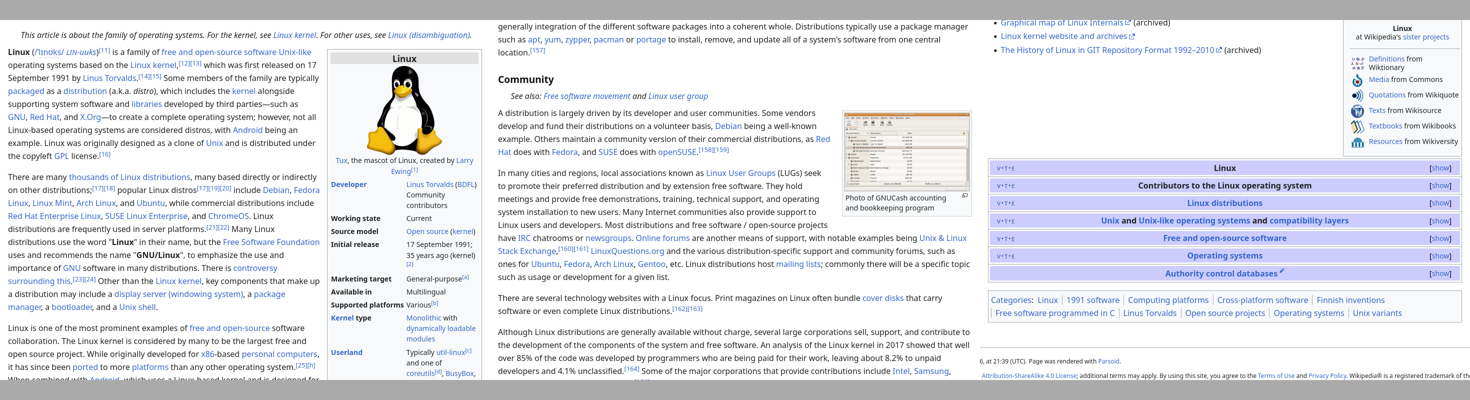 This article is about the family of operating systems. For the kernel, see Linux kernel. For other uses, see Linux (disambiguation).
Linux (/ˈlɪnʊks/ LIN-uuks)[11] is a family of free and open-source software Unix-like
operating systems based on the Linux kernel,[12][13] which was first released on 17
September 1991 by Linus Torvalds.[14][15] Some members of the family are typically
packaged as a distribution (a.k.a. distro), which includes the kernel alongside
supporting system software and libraries developed by third parties—such as
GNU, Red Hat, and X.Org—to create a complete operating system; however, not all
Linux-based operating systems are considered distros, with Android being an
example. Linux was originally designed as a clone of Unix and is distributed under
the copyleft GPL license.[16]
There are many thousands of Linux distributions, many based directly or indirectly
on other distributions;[17][18] popular Linux distros[17][19][20] include Debian, Fedora
Linux, Linux Mint, Arch Linux, and Ubuntu, while commercial distributions include
Red Hat Enterprise Linux, SUSE Linux Enterprise, and ChromeOS. Linux
distributions are frequently used in server platforms.[21][22] Many Linux
distributions use the word "Linux" in their name, but the Free Software Foundation
uses and recommends the name "GNU/Linux", to emphasize the use and
importance of GNU software in many distributions. There is controversy
surrounding this.[23][24] Other than the Linux kernel, key components that make up
a distribution may include a display server (windowing system), a package
manager, a bootloader, and a Unix shell.
Linux is one of the most prominent examples of free and open-source software
collaboration. The Linux kernel is considered by many to be the largest free and
open source project. While originally developed for x86-based personal computers,
it has since been ported to more platforms than any other operating system.[25][h]
When combined with Android, which uses a Linux-based kernel and is designed for
Linux
Tux, the mascot of Linux, created by Larry
Ewing[1]
Developer Linus Torvalds (BDFL)
Community
contributors
Working state Current
Source model Open source (kernel)
Initial release 17 September 1991;
35 years ago (kernel)
[2]
Marketing target General-purpose[a]
Available in Multilingual
Supported platforms Various[b]
Kernel type Monolithic with
dynamically loadable
modules
Userland Typically util-linux[c]
and one of
coreutils[d], BusyBox,
generally integration of the different software packages into a coherent whole. Distributions typically use a package manager
such as apt, yum, zypper, pacman or portage to install, remove, and update all of a system's software from one central
location.[157]
Community
See also: Free software movement and Linux user group
A distribution is largely driven by its developer and user communities. Some vendors
develop and fund their distributions on a volunteer basis, Debian being a well-known
example. Others maintain a community version of their commercial distributions, as Red
Hat does with Fedora, and SUSE does with openSUSE.[158][159]
In many cities and regions, local associations known as Linux User Groups (LUGs) seek
to promote their preferred distribution and by extension free software. They hold
meetings and provide free demonstrations, training, technical support, and operating
system installation to new users. Many Internet communities also provide support to
Linux users and developers. Most distributions and free software / open-source projects
have IRC chatrooms or newsgroups. Online forums are another means of support, with notable examples being Unix & Linux
Stack Exchange,[160][161] LinuxQuestions.org and the various distribution-specific support and community forums, such as
ones for Ubuntu, Fedora, Arch Linux, Gentoo, etc. Linux distributions host mailing lists; commonly there will be a specific topic
such as usage or development for a given list.
Photo of GNUCash accounting
and bookkeeping program
There are several technology websites with a Linux focus. Print magazines on Linux often bundle cover disks that carry
software or even complete Linux distributions.[162][163]
Although Linux distributions are generally available without charge, several large corporations sell, support, and contribute to
the development of the components of the system and free software. An analysis of the Linux kernel in 2017 showed that well
over 85% of the code was developed by programmers who are being paid for their work, leaving about 8.2% to unpaid
developers and 4.1% unclassified.[164] Some of the major corporations that provide contributions include Intel, Samsung,
• Graphical map of Linux Internals (archived)
• Linux kernel website and archives
• The History of Linux in GIT Repository Format 1992–2010 (archived)
Linux
at Wikipedia's sister projects
Definitions from
Wiktionary
Media from Commons
Quotations from Wikiquote
Texts from Wikisource
Textbooks from Wikibooks
Resources from Wikiversity
V·T·E Linux [show]
V·T·E Contributors to the Linux operating system [show]
V·T·E Linux distributions [show]
V·T·E Unix and Unix-like operating systems and compatibility layers [show]
V·T·E Free and open-source software [show]
V·T·E Operating systems [show]
Authority control databases [show]
Categories: Linux | 1991 software | Computing platforms | Cross-platform software | Finnish inventions
| Free software programmed in C | Linus Torvalds | Open source projects | Operating systems | Unix variants
6, at 21:39 (UTC). Page was rendered with Parsoid.
Attribution-ShareAlike 4.0 License; additional terms may apply. By using this site, you agree to the Terms of Use and Privacy Policy. Wikipedia® is a registered trademark of the